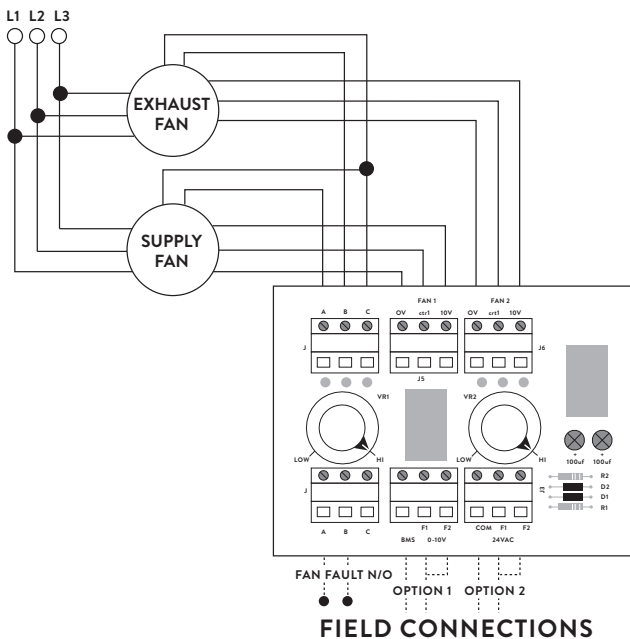 L1 L2 L3
EXHAUST
FAN
SUPPLY
FAN
FAN 1 FAN 2
A B C OV ctr1 10V OV crt1 10V
J J6
J5
VR1 VR2
LOW HI LOW HI
+ +
100uf 100uf
R2
D2
D1
R1
J J3
F1 F2 COM F1 F2
A B C BMS 0-10V 24VAC
FAN FAULT N/O
OPTION 1 OPTION 2
FIELD CONNECTIONS